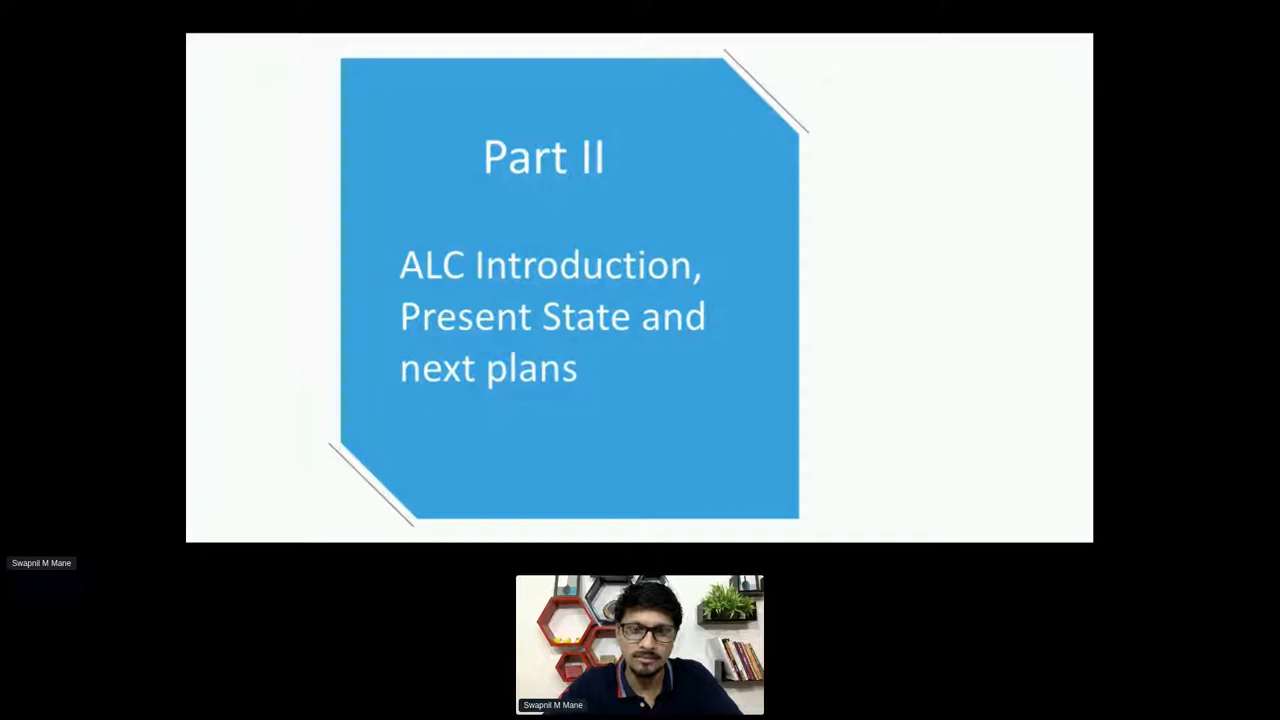 Part II
ALC Introduction,
Present State and
next plans
Swapnil M Mane
Swapnil M Mane